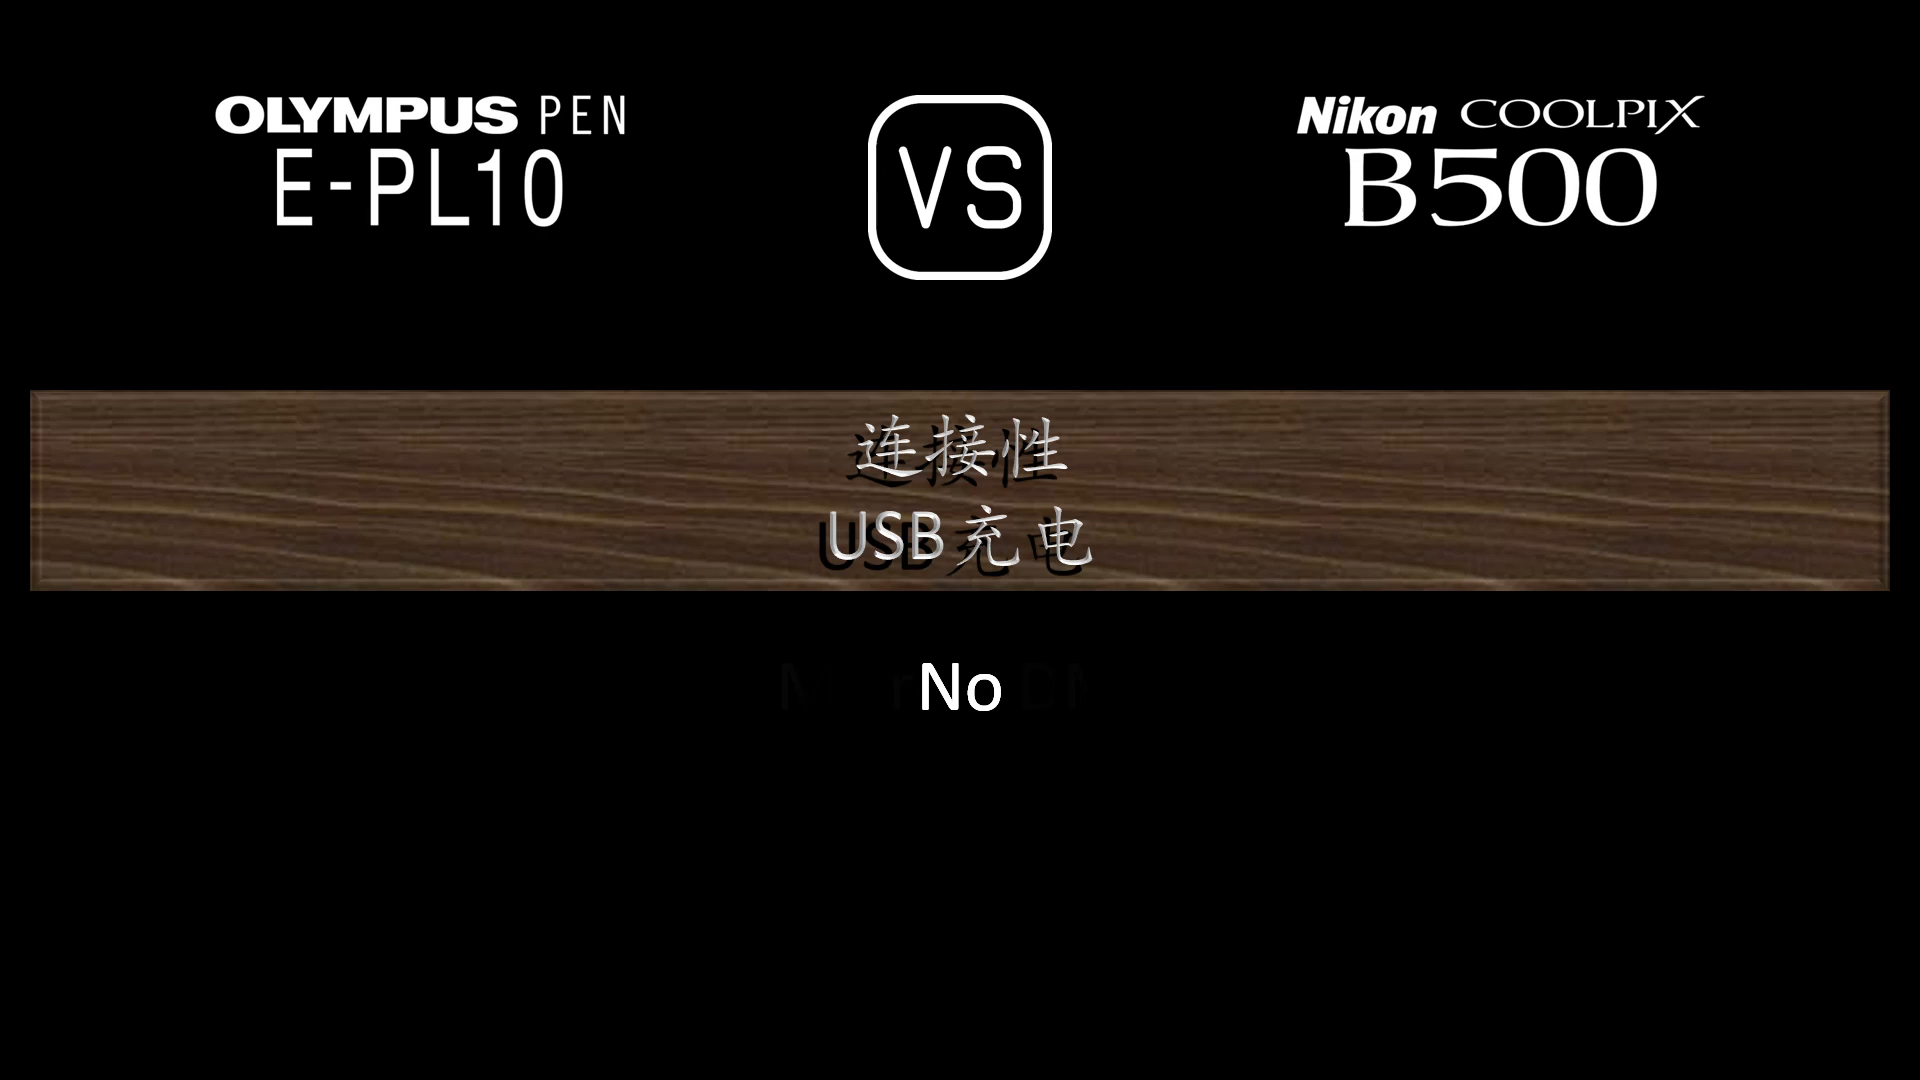 OLYMPUS PEN
E-PL10
VS
Nikon COOLPIX
B500
连接性
USB充电
No